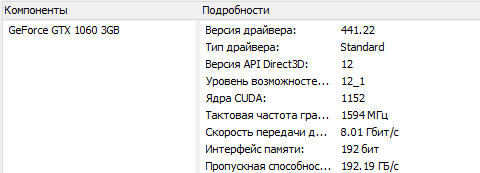 Компоненты Подробности
GeForce GTX 1060 3GB Версия драйвера: 441.22
Тип драйвера: Standard
Версия API Direct3D: 12
Уровень возможносте... 12_1
Ядра CUDA: 1152
Тактовая частота гра... 1594 МГц
Скорость передачи д... 8.01 Гбит/с
Интерфейс памяти: 192 бит
Пропускная способнос... 192.19 ГБ/с